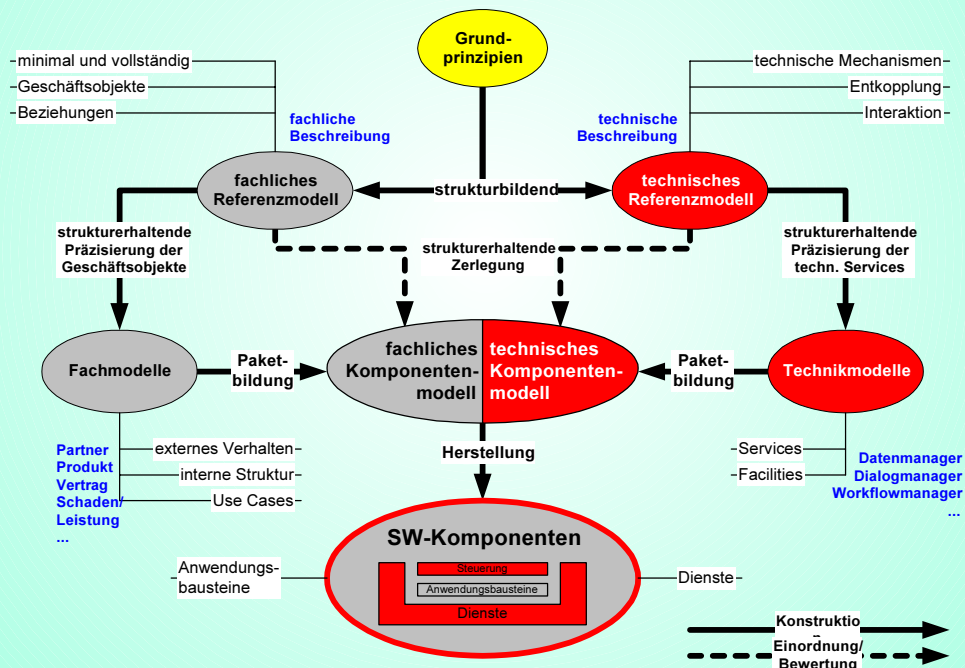 Grund-
prinzipien
minimal und vollständig
Geschäftsobjekte
Beziehungen
fachliche
Beschreibung
technische Mechanismen
Entkopplung
Interaktion
technische
Beschreibung
fachliches
Referenzmodell
strukturbildend
technisches
Referenzmodell
strukturerhaltende
Präzisierung der
Geschäftsobjekte
strukturerhaltende
Zerlegung
strukturerhaltende
Präzisierung der
techn. Services
Fachmodelle
Paket-
bildung
fachliches
Komponenten-
modell
technisches
Komponenten-
modell
Paket-
bildung
Technikmodelle
Partner
Produkt
Vertrag
Schaden/
Leistung
...
externes Verhalten
interne Struktur
Use Cases
Herstellung
Services
Facilities
Datenmanager
Dialogmanager
Workflowmanager
...
SW-Komponenten
Steuerung
Anwendungsbausteine
Dienste
Anwendungs-
bausteine
Dienste
Konstruktio
Einordnung/
Bewertung